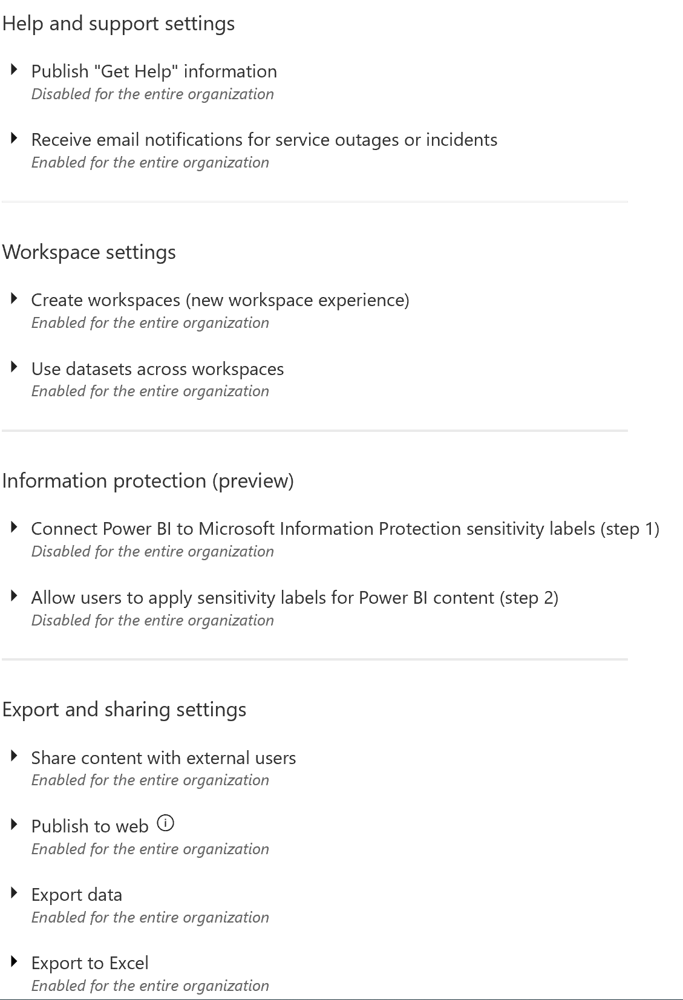 Help and support settings
Publish "Get Help" information
Disabled for the entire organization
Receive email notifications for service outages or incidents
Enabled for the entire organization
Workspace settings
Create workspaces (new workspace experience)
Enabled for the entire organization
Use datasets across workspaces
Enabled for the entire organization
Information protection (preview)
Connect Power BI to Microsoft Information Protection sensitivity labels (step 1)
Disabled for the entire organization
Allow users to apply sensitivity labels for Power BI content (step 2)
Disabled for the entire organization
Export and sharing settings
Share content with external users
Enabled for the entire organization
Publish to web
Enabled for the entire organization
Export data
Enabled for the entire organization
Export to Excel
Enabled for the entire organization